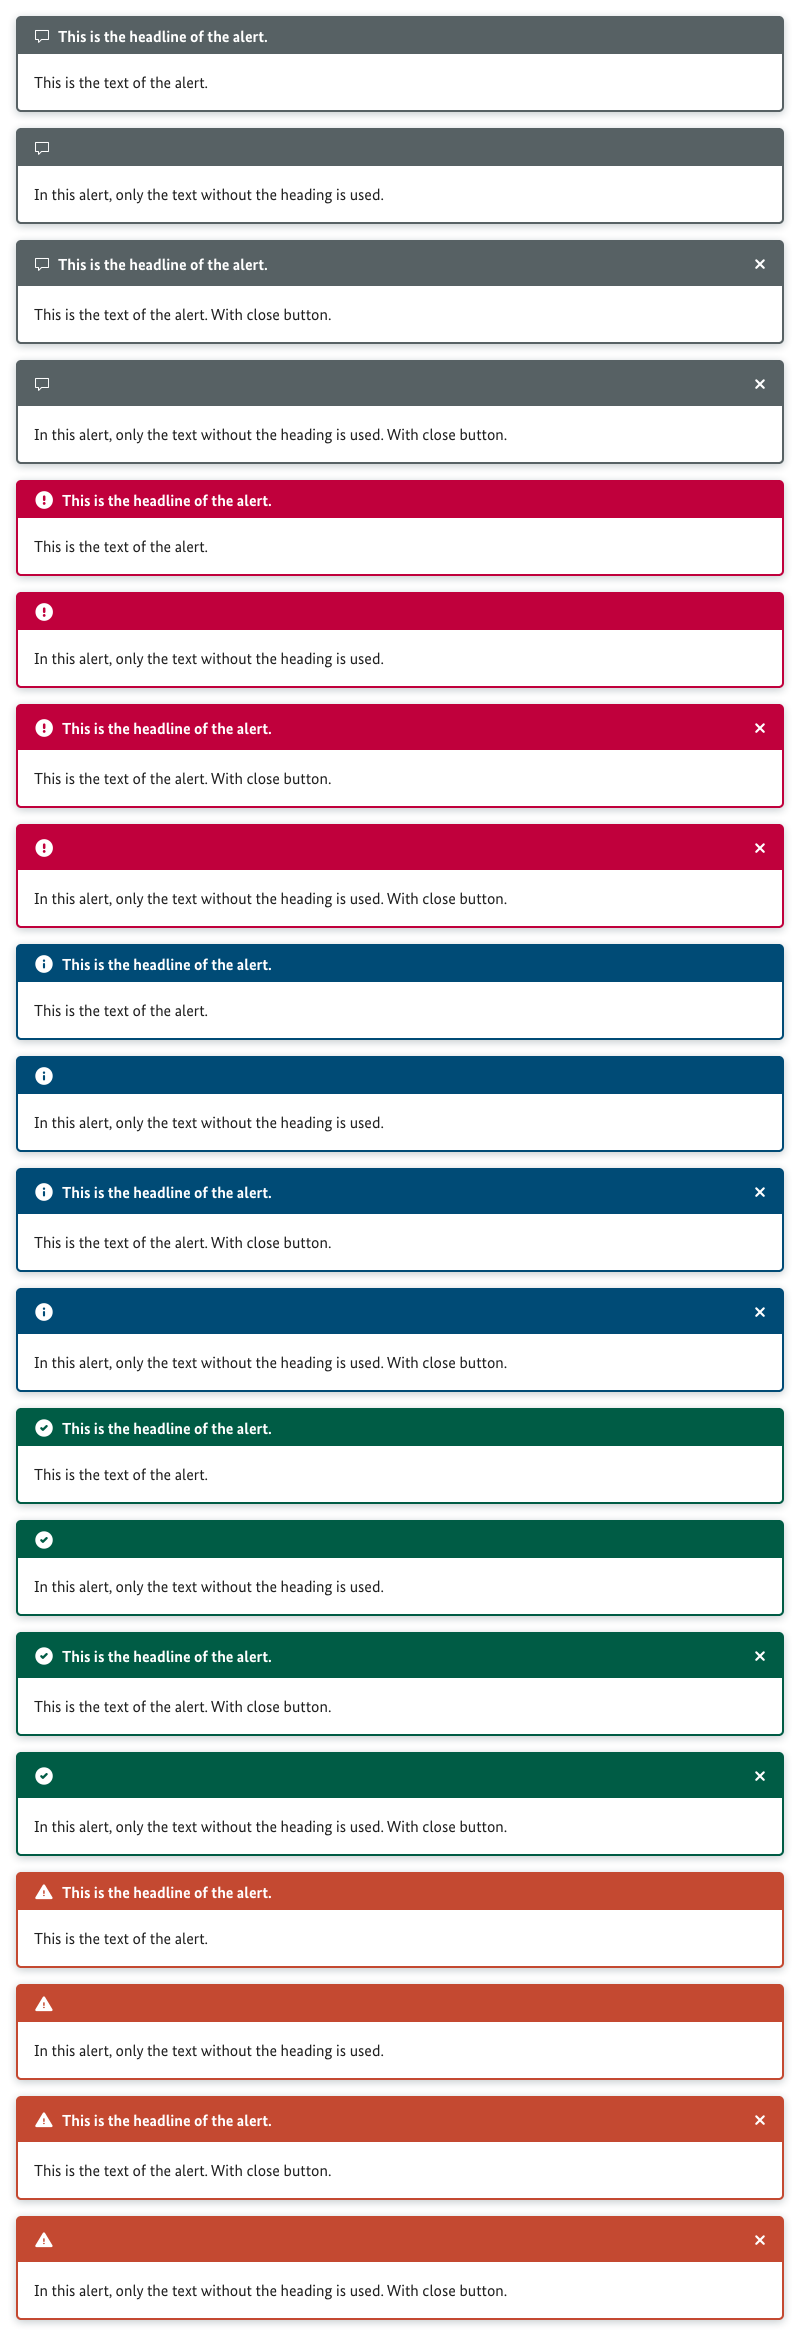 This is the headline of the alert.
This is the text of the alert.
In this alert, only the text without the heading is used.
This is the headline of the alert.
This is the text of the alert. With close button.
In this alert, only the text without the heading is used. With close button.
This is the headline of the alert.
This is the text of the alert.
In this alert, only the text without the heading is used.
This is the headline of the alert.
This is the text of the alert. With close button.
In this alert, only the text without the heading is used. With close button.
This is the headline of the alert.
This is the text of the alert.
In this alert, only the text without the heading is used.
This is the headline of the alert.
This is the text of the alert. With close button.
In this alert, only the text without the heading is used. With close button.
This is the headline of the alert.
This is the text of the alert.
In this alert, only the text without the heading is used.
This is the headline of the alert.
This is the text of the alert. With close button.
In this alert, only the text without the heading is used. With close button.
This is the headline of the alert.
This is the text of the alert.
In this alert, only the text without the heading is used.
This is the headline of the alert.
This is the text of the alert. With close button.
In this alert, only the text without the heading is used. With close button.